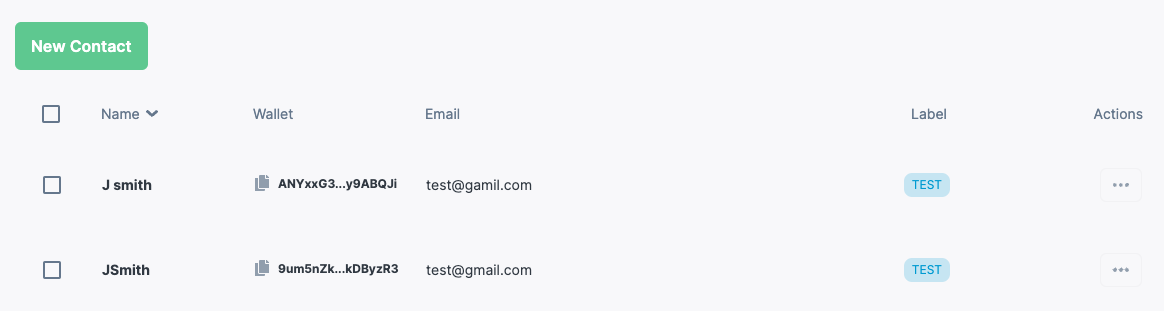 New Contact
Name Wallet Email Label Actions
J smith ANYxxG3...y9ABQJi test@gamil.com TEST
JSmith 9um5nZk...kDByzR3 test@gmail.com TEST